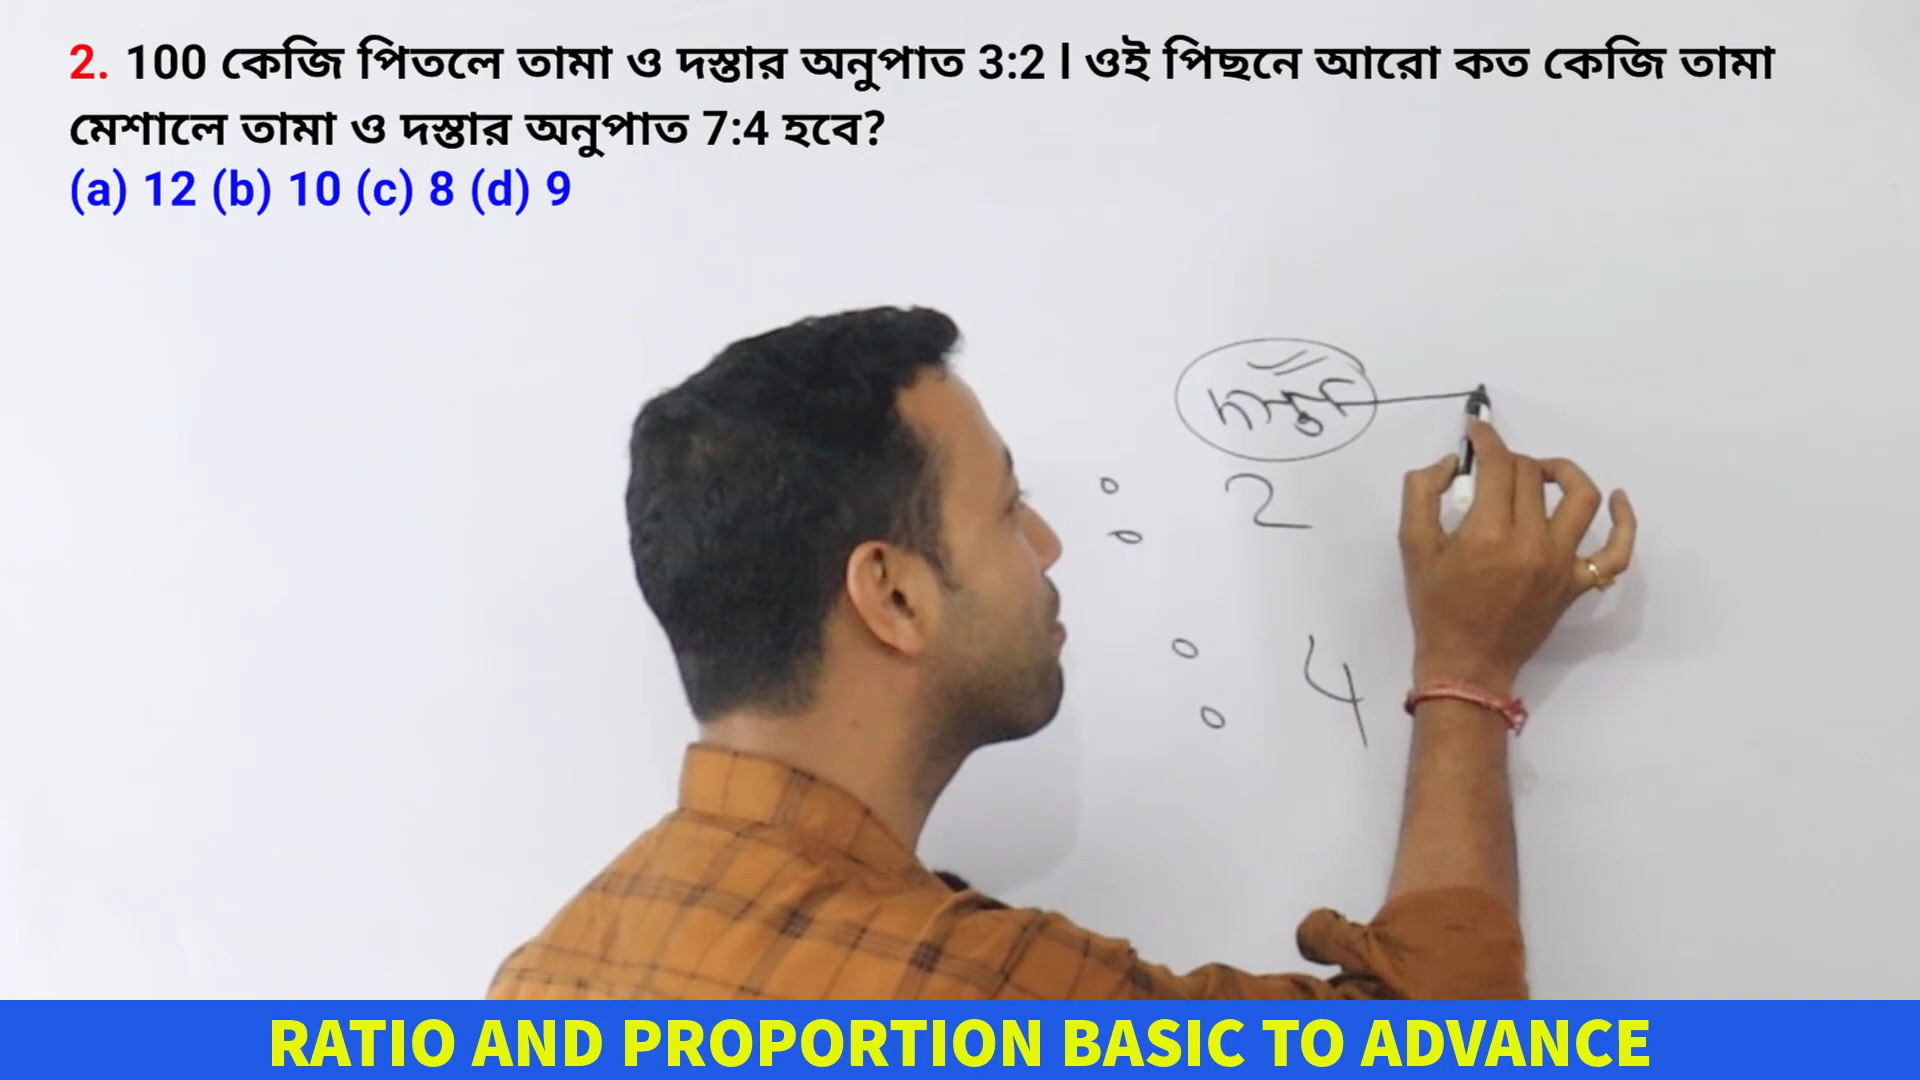 2. 100 কেজি পিতলে তামা ও দস্তার অনুপাত 3:2 l ওই পিছনে আরো কত কেজি তামা
মেশালে তামা ও দস্তার অনুপাত 7:4 হবে?
(a) 12 (b) 10 (c) 8 (d) 9
দস্তা
: 2
: 4
RATIO AND PROPORTION BASIC TO ADVANCE